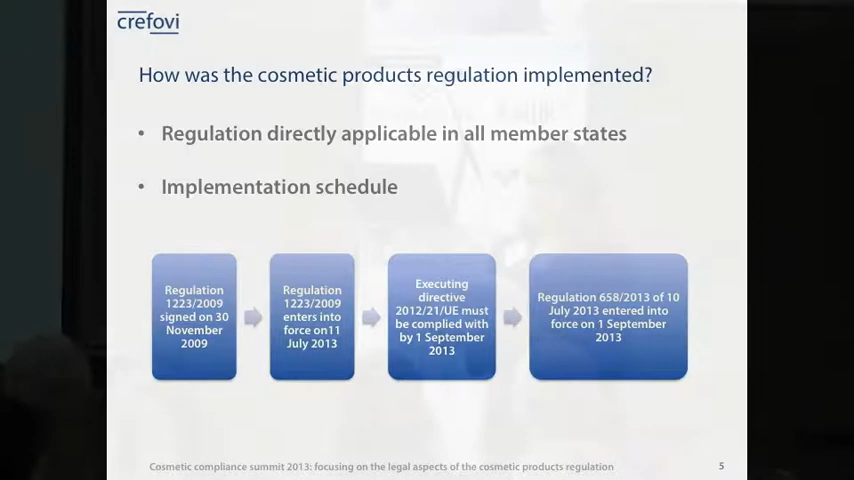 crefovi
How was the cosmetic products regulation implemented?
• Regulation directly applicable in all member states
• Implementation schedule
Regulation
1223/2009
signed on 30
November
2009
Regulation
1223/2009
enters into
force on11
July 2013
Executing
directive
2012/21/UE must
be complied with
by 1 September
2013
Regulation 658/2013 of 10
July 2013 entered into
force on 1 September
2013
Cosmetic compliance summit 2013: focusing on the legal aspects of the cosmetic products regulation
5